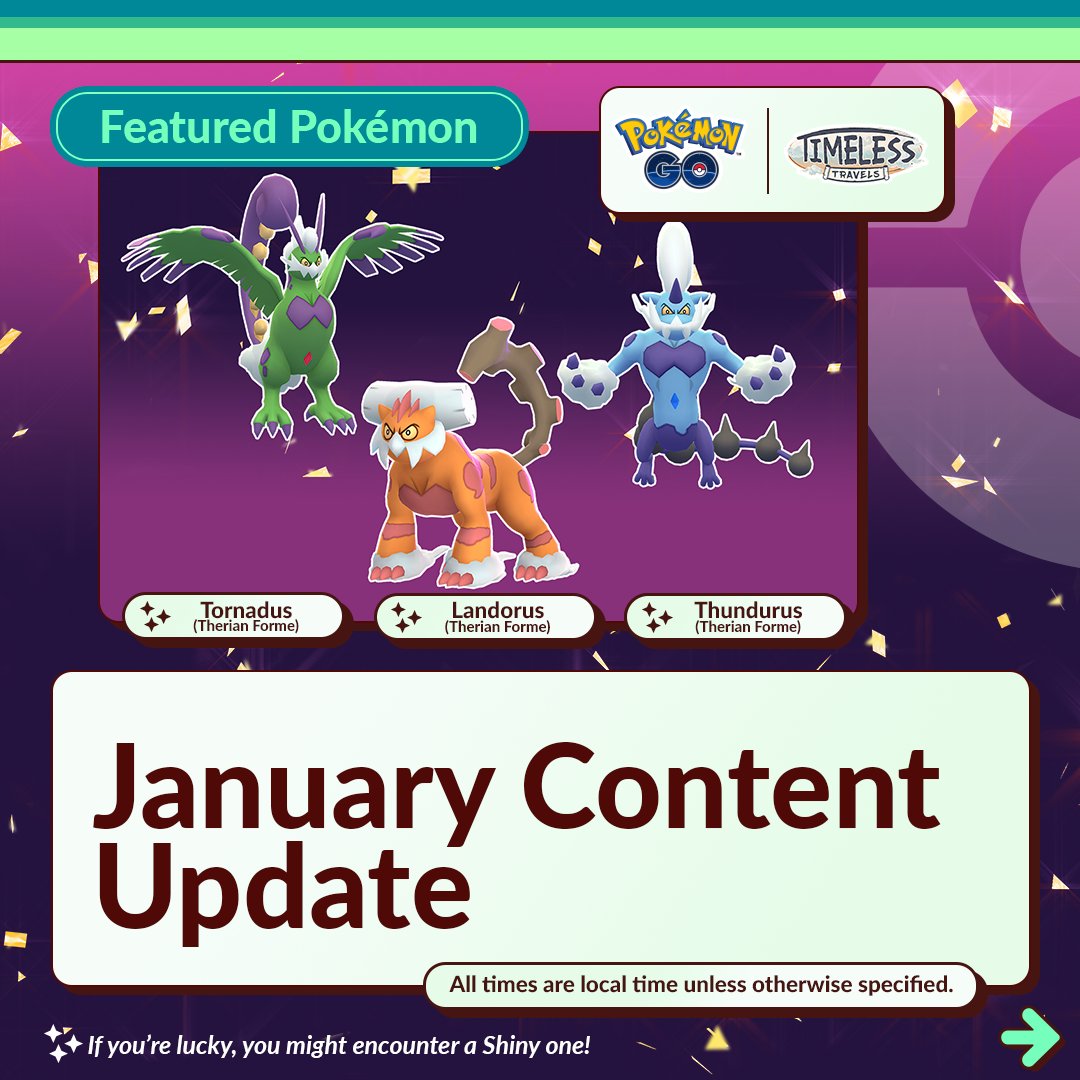 Featured Pokémon
POKéMON
GO
TIMELESS
TRAVELS
Tornadus
(Therian Forme)
Landorus
(Therian Forme)
Thundurus
(Therian Forme)
January Content
Update
All times are local time unless otherwise specified.
If you're lucky, you might encounter a Shiny one!